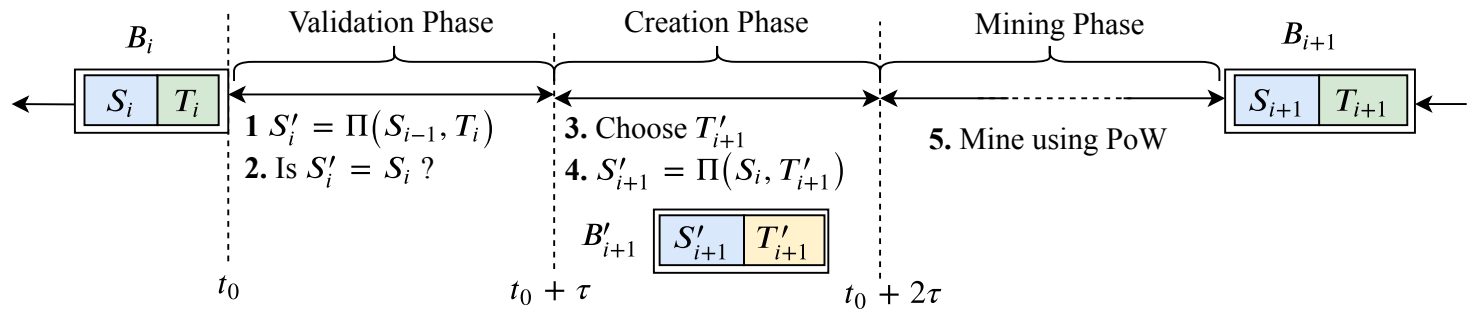 Validation Phase
Creation Phase
Mining Phase
B_i
B_{i+1}
S_i T_i
S_{i+1} T_{i+1}
1 S'_i = Π(S_{i−1}, T_i)
2. Is S'_i = S_i ?
3. Choose T'_{i+1}
4. S'_{i+1} = Π(S_i, T'_{i+1})
5. Mine using PoW
B'_{i+1}
S'_{i+1} T'_{i+1}
t_0
t_0 + τ
t_0 + 2τ